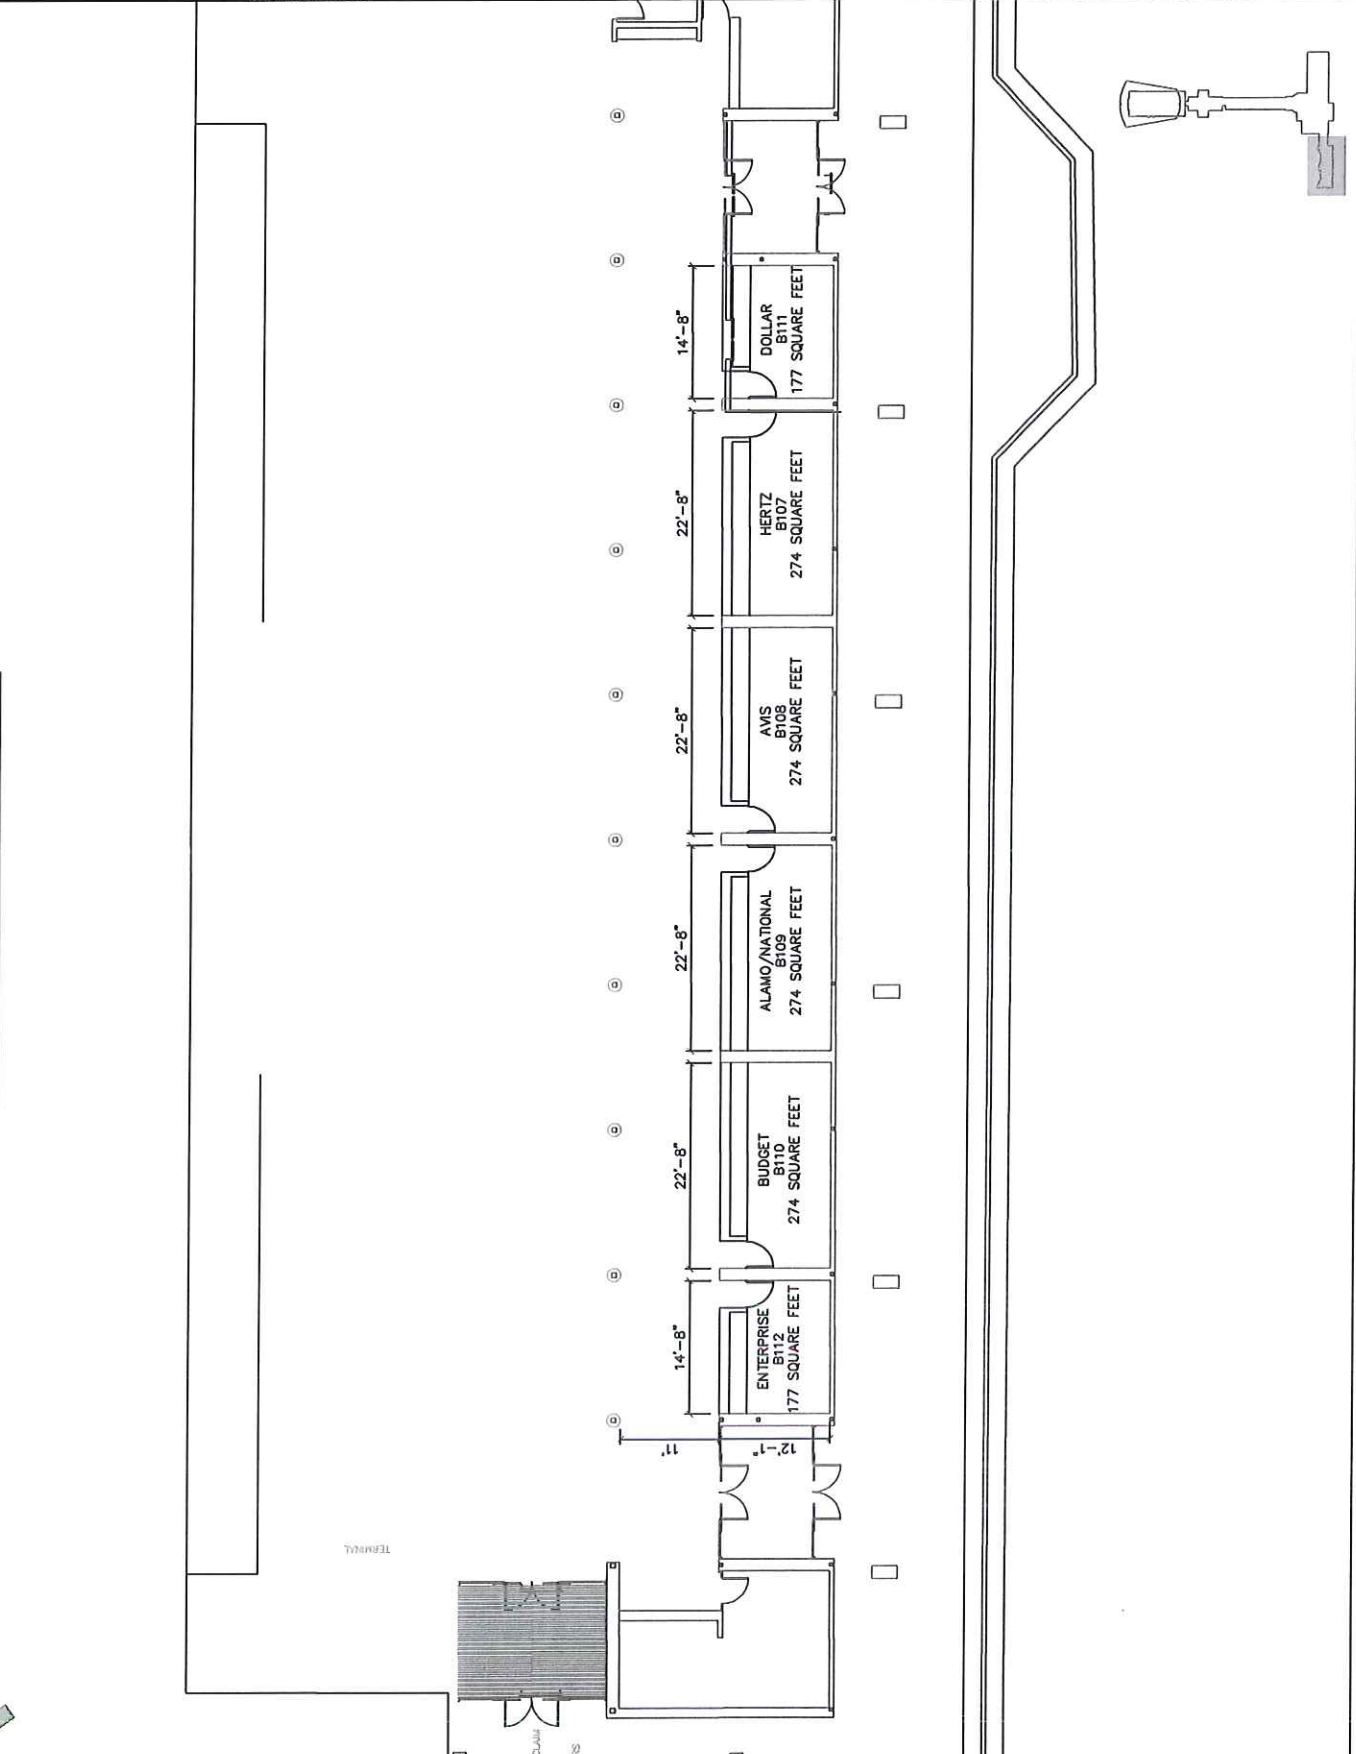 14'-8"
DOLLAR
B111
177 SQUARE FEET
22'-8"
HERTZ
B107
274 SQUARE FEET
22'-8"
AVIS
B108
274 SQUARE FEET
22'-8"
ALAMO/NATIONAL
B109
274 SQUARE FEET
22'-8"
BUDGET
B110
274 SQUARE FEET
14'-8"
ENTERPRISE
B112
177 SQUARE FEET
11'
12'-1"
TERMINAL
CLAIM